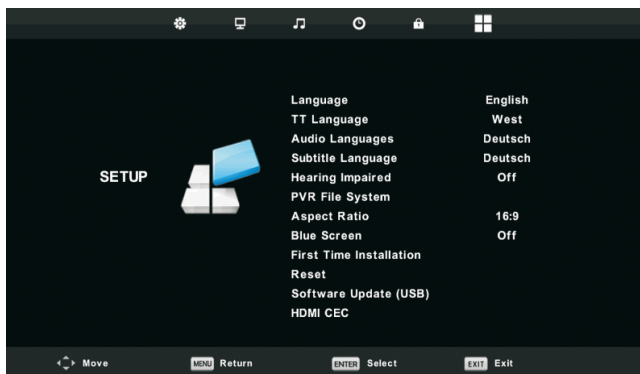 Language English
TT Language West
Audio Languages Deutsch
Subtitle Language Deutsch
SETUP
Hearing Impaired Off
PVR File System
Aspect Ratio 16:9
Blue Screen Off
First Time Installation
Reset
Software Update (USB)
HDMI CEC
Move MENU Return ENTER Select EXIT Exit